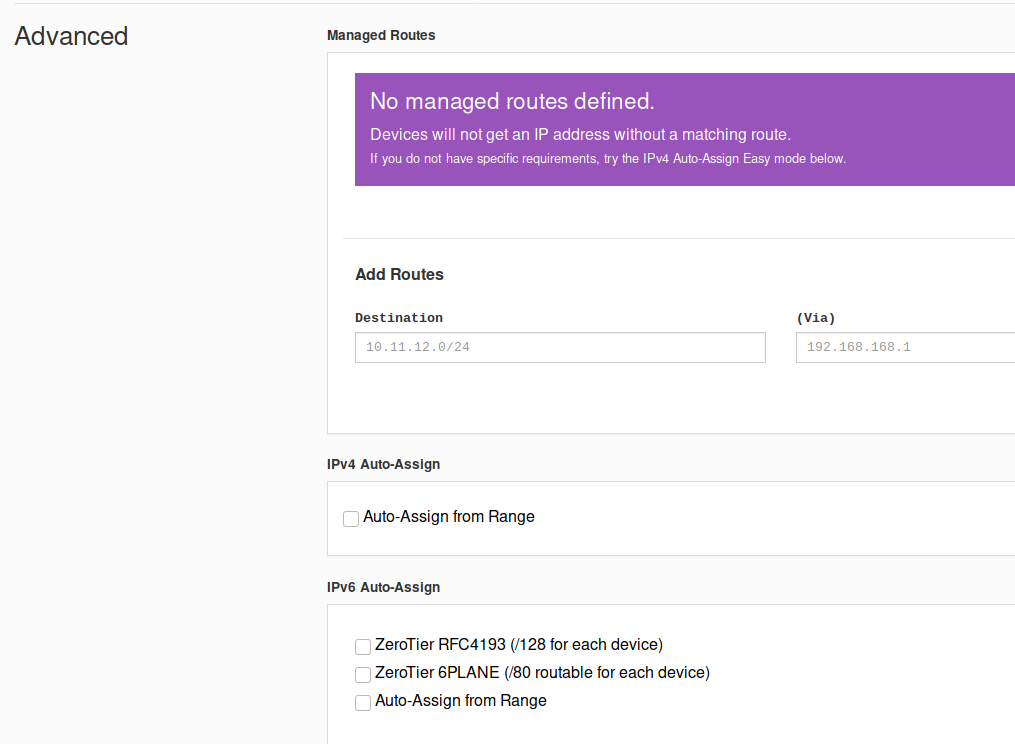 Advanced
Managed Routes
No managed routes defined.
Devices will not get an IP address without a matching route.
If you do not have specific requirements, try the IPv4 Auto-Assign Easy mode below.
Add Routes
Destination
(Via)
10.11.12.0/24
192.168.168.1
IPv4 Auto-Assign
Auto-Assign from Range
IPv6 Auto-Assign
ZeroTier RFC4193 (/128 for each device)
ZeroTier 6PLANE (/80 routable for each device)
Auto-Assign from Range